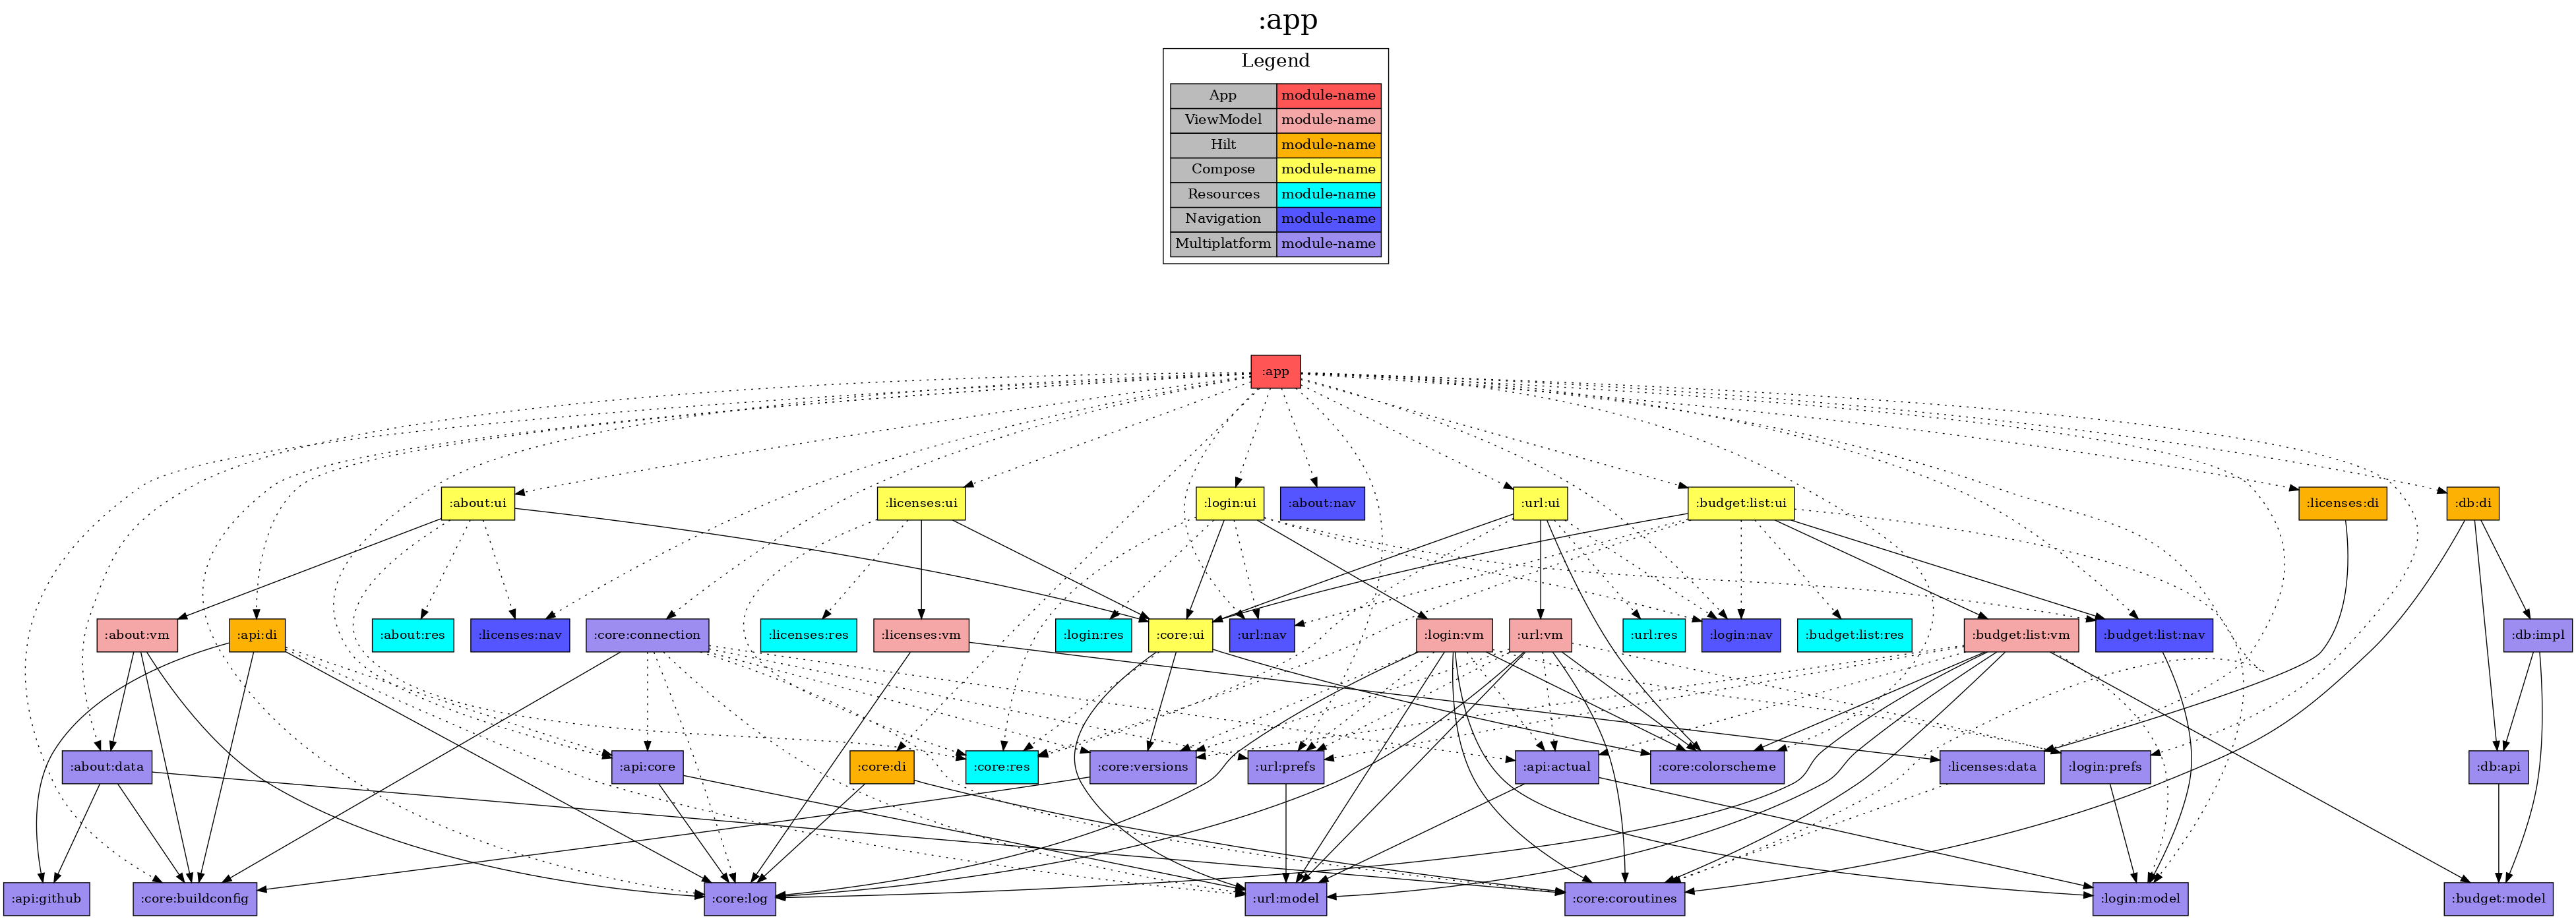 :app
Legend
App module-name
ViewModel module-name
Hilt module-name
Compose module-name
Resources module-name
Navigation module-name
Multiplatform module-name
:app
:about:ui :licenses:ui :login:ui :about:nav :url:ui :budget:list:ui :licenses:di :db:di
:about:vm :api:di :about:res :licenses:nav :core:connection :licenses:res :licenses:vm :core:ui :login:res :url:nav :login:vm :url:vm :url:res :login:nav :budget:list:res :budget:list:vm :budget:list:nav :db:impl
:about:data :api:core :core:di :core:res :core:versions :url:prefs :api:actual :core:colorscheme :licenses:data :login:prefs :db:api
:api:github :core:buildconfig :core:log :url:model :core:coroutines :login:model :budget:model